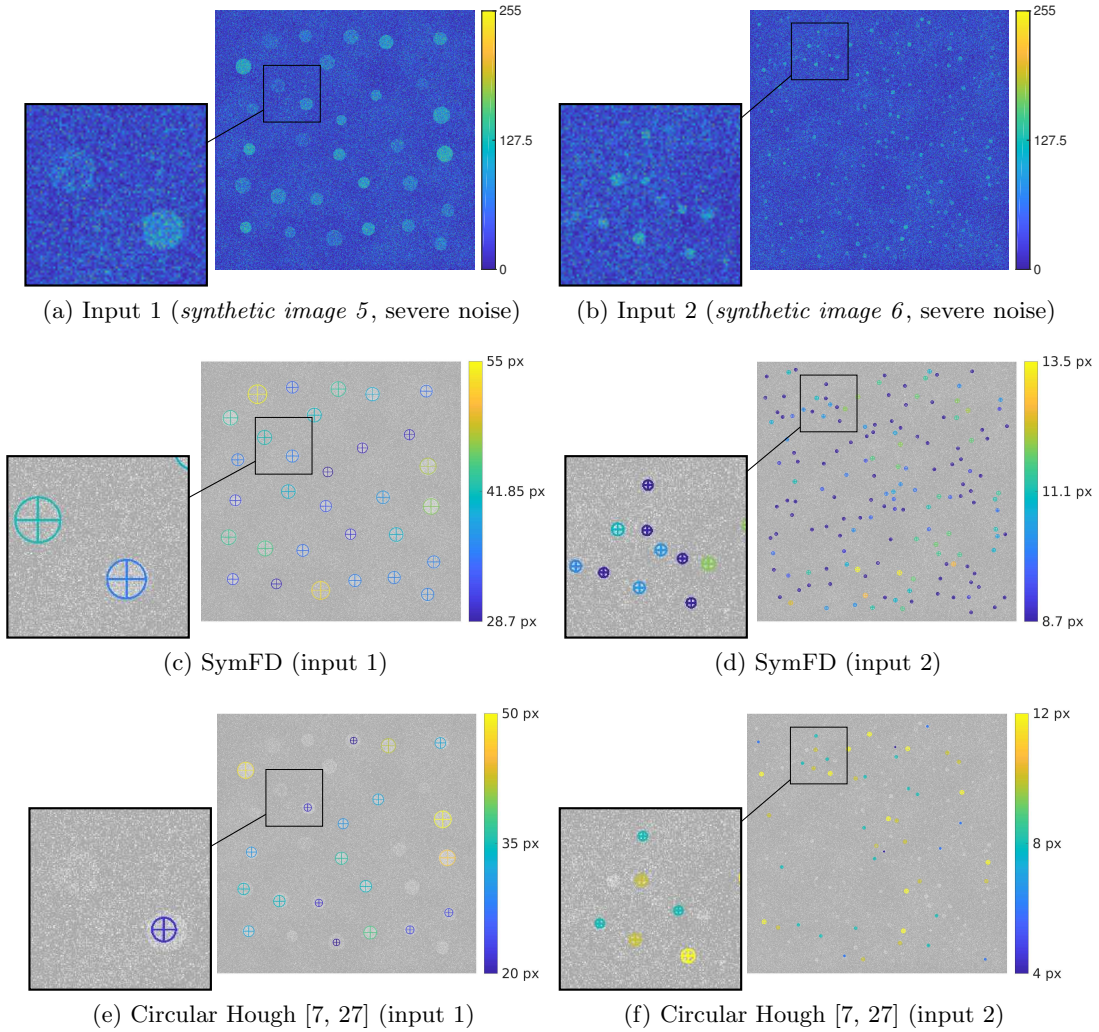 255
127.5
0
255
127.5
0
(a) Input 1 (synthetic image 5, severe noise)
(b) Input 2 (synthetic image 6, severe noise)
55 px
41.85 px
28.7 px
13.5 px
11.1 px
8.7 px
(c) SymFD (input 1)
(d) SymFD (input 2)
50 px
35 px
20 px
12 px
8 px
4 px
(e) Circular Hough [7, 27] (input 1)
(f) Circular Hough [7, 27] (input 2)